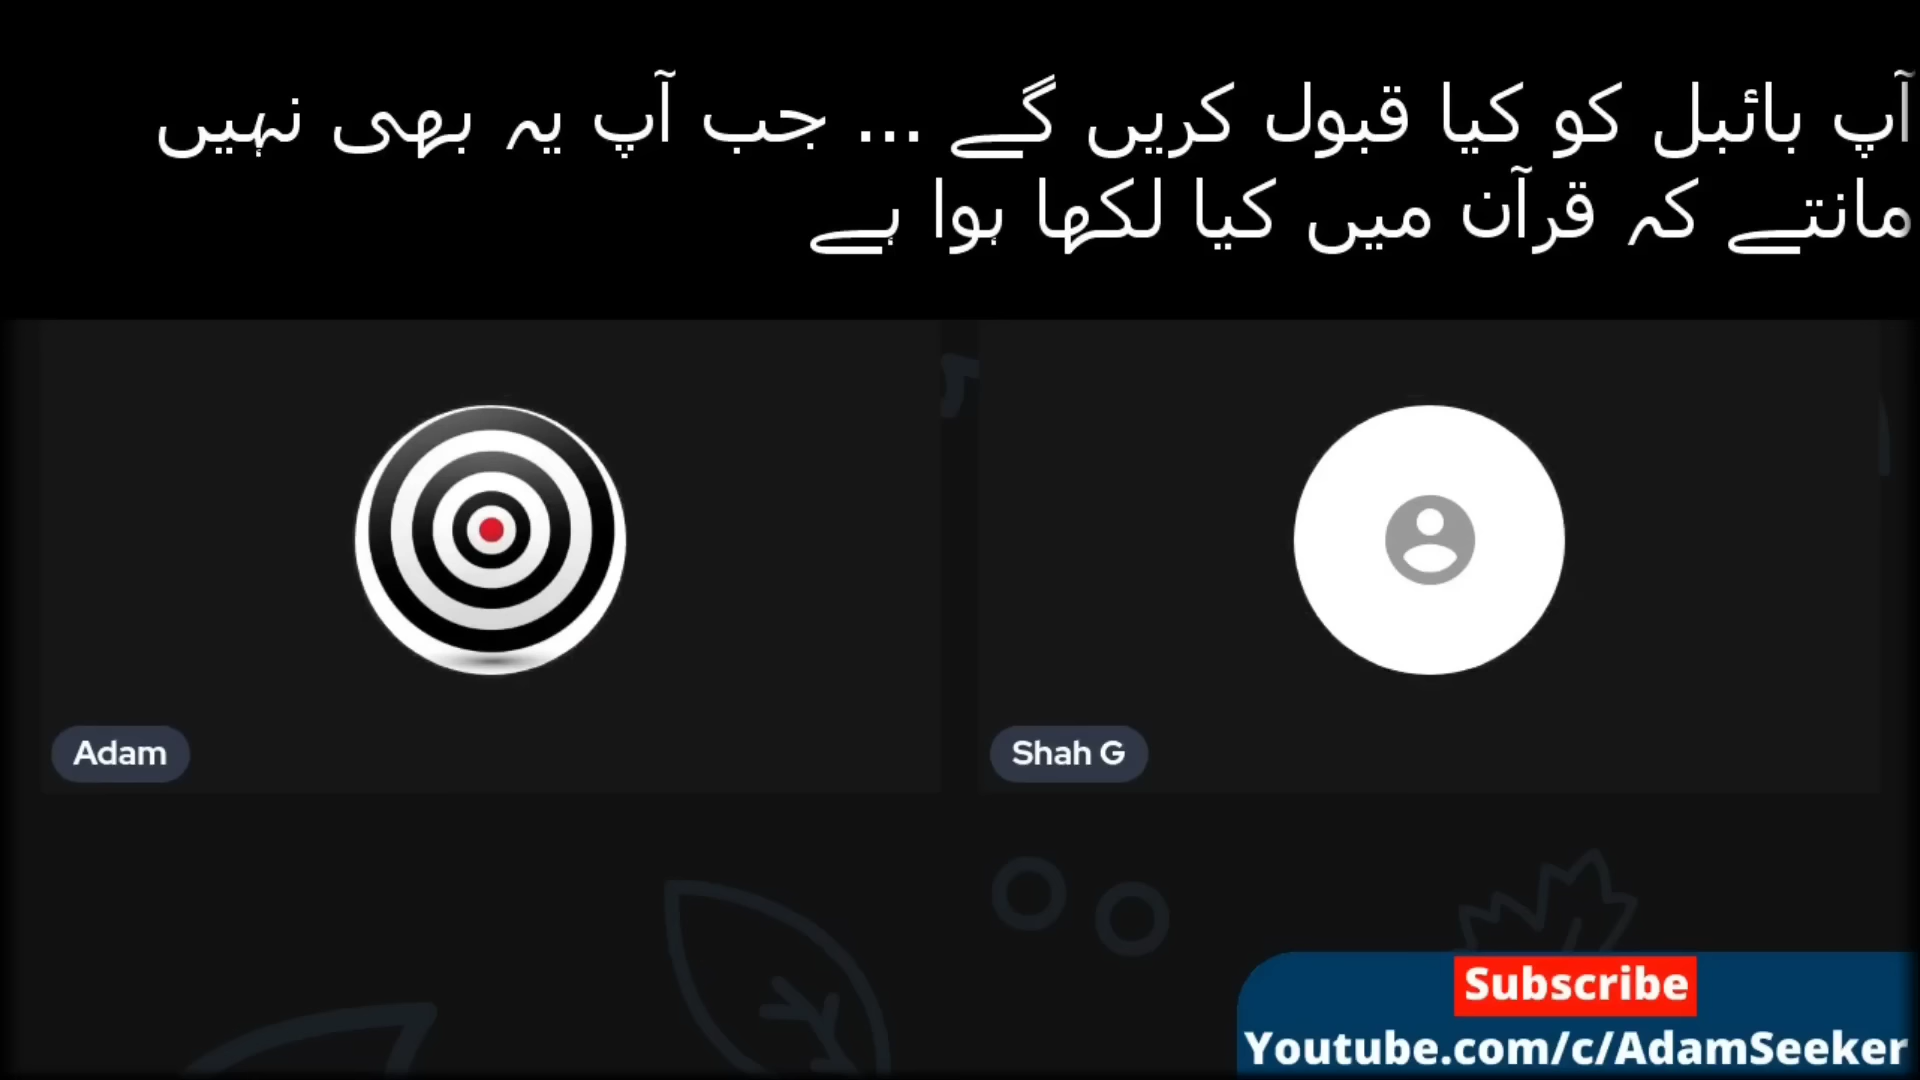 آپ بائبل کو کیا قبول کریں گے ... جب آپ یہ بھی نہیں
مانتے کہ قرآن میں کیا لکھا ہوا ہے
Adam
Shah G
Subscribe
Youtube.com/c/AdamSeeker